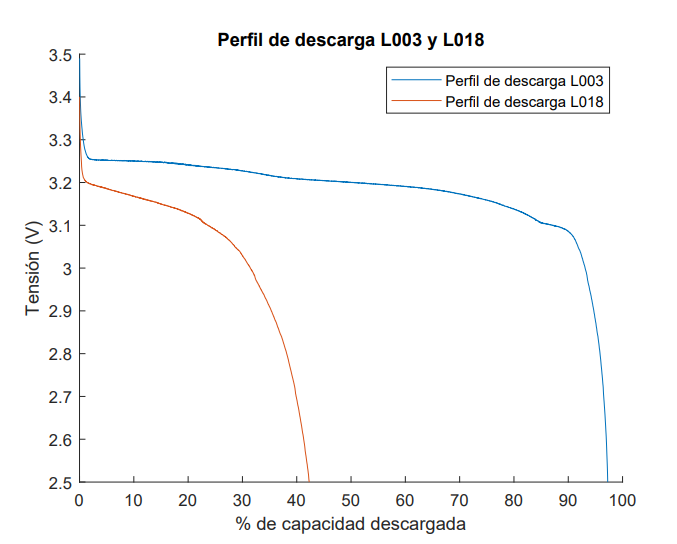 Perfil de descarga L003 y L018
Perfil de descarga L003
Perfil de descarga L018
3.5
3.4
3.3
3.2
3.1
3
2.9
2.8
2.7
2.6
2.5
Tensión (V)
0 10 20 30 40 50 60 70 80 90 100
% de capacidad descargada